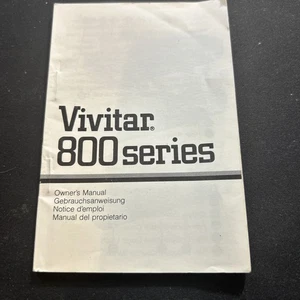 Vivitar®
800 series
Owner's Manual
Gebrauchsanweisung
Notice d'emploi
Manual del propietario